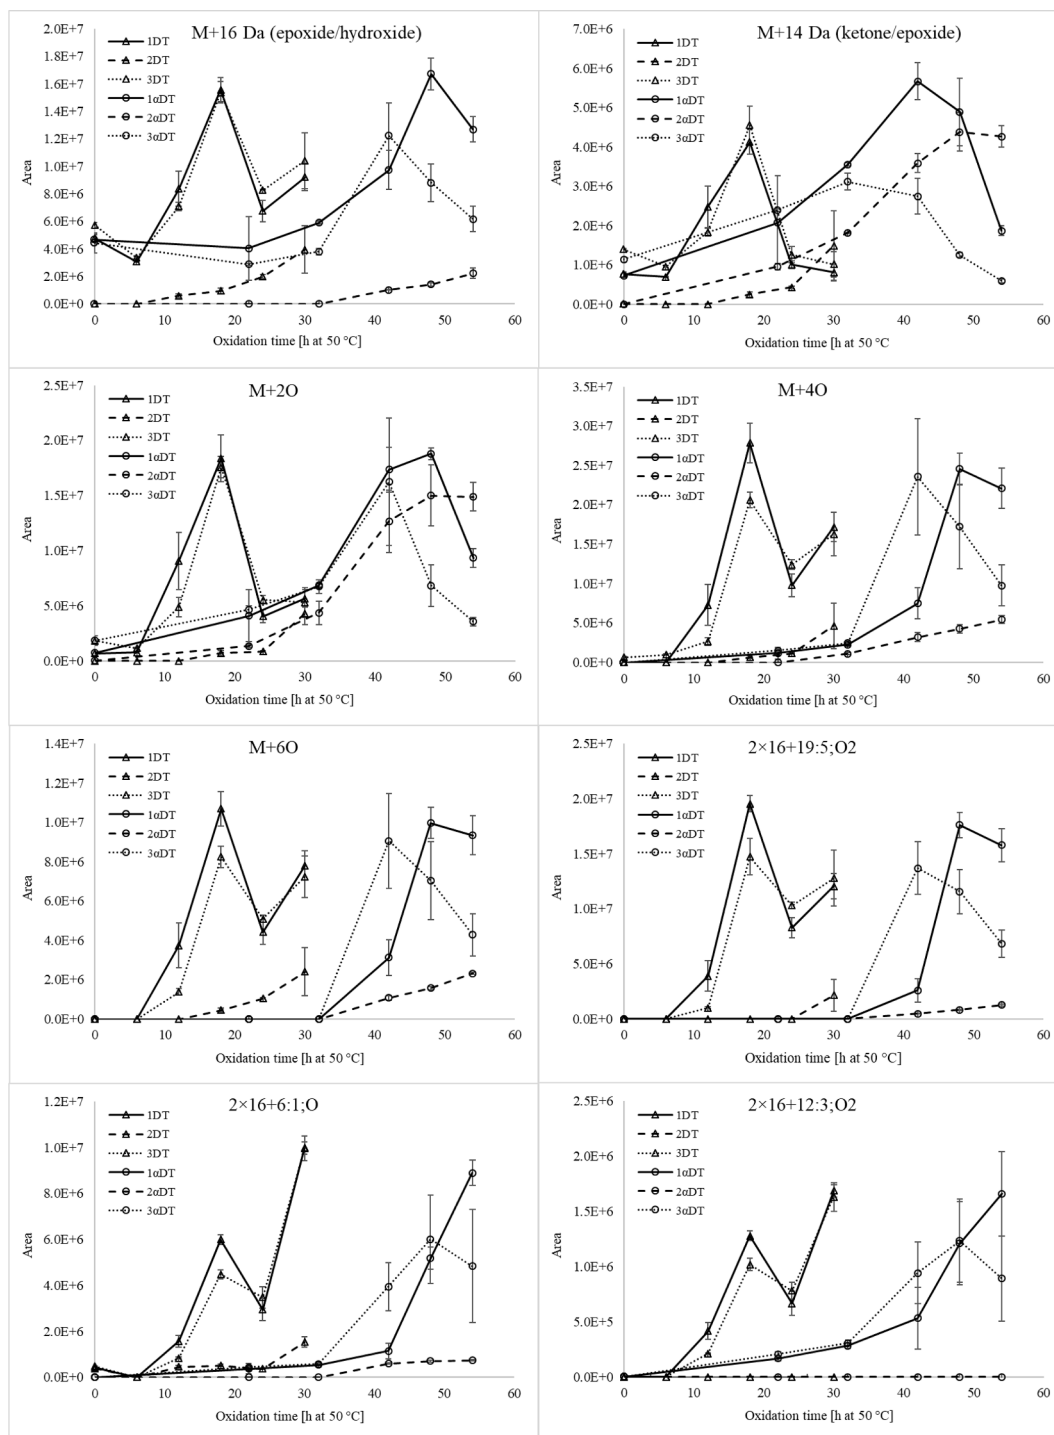 M+16 Da (epoxide/hydroxide)
2.0E+7
1.8E+7
1.6E+7
1.4E+7
1.2E+7
1.0E+7
8.0E+6
6.0E+6
4.0E+6
2.0E+6
0.0E+0
Area
1DT
2DT
3DT
1αDT
2αDT
3αDT
0 10 20 30 40 50 60
Oxidation time [h at 50 °C]
M+14 Da (ketone/epoxide)
7.0E+6
6.0E+6
5.0E+6
4.0E+6
3.0E+6
2.0E+6
1.0E+6
0.0E+0
Area
1DT
2DT
3DT
1αDT
2αDT
3αDT
0 10 20 30 40 50 60
Oxidation time [h at 50 °C
M+2O
2.5E+7
2.0E+7
1.5E+7
1.0E+7
5.0E+6
0.0E+0
Area
1DT
2DT
3DT
1αDT
2αDT
3αDT
0 10 20 30 40 50 60
Oxidation time [h at 50 °C]
M+4O
3.5E+7
3.0E+7
2.5E+7
2.0E+7
1.5E+7
1.0E+7
5.0E+6
0.0E+0
Area
1DT
2DT
3DT
1αDT
2αDT
3αDT
0 10 20 30 40 50 60
Oxidation time [h at 50 °C]
M+6O
1.4E+7
1.2E+7
1.0E+7
8.0E+6
6.0E+6
4.0E+6
2.0E+6
0.0E+0
Area
1DT
2DT
3DT
1αDT
2αDT
3αDT
0 10 20 30 40 50 60
Oxidation time [h at 50 °C]
2×16+19:5;O2
2.5E+7
2.0E+7
1.5E+7
1.0E+7
5.0E+6
0.0E+0
Area
1DT
2DT
3DT
1αDT
2αDT
3αDT
0 10 20 30 40 50 60
Oxidation time [h at 50 °C]
2×16+6:1;O
1.2E+7
1.0E+7
8.0E+6
6.0E+6
4.0E+6
2.0E+6
0.0E+0
Area
1DT
2DT
3DT
1αDT
2αDT
3αDT
0 10 20 30 40 50 60
Oxidation time [h at 50 °C]
2×16+12:3;O2
2.5E+6
2.0E+6
1.5E+6
1.0E+6
5.0E+5
0.0E+0
Area
1DT
2DT
3DT
1αDT
2αDT
3αDT
0 10 20 30 40 50 60
Oxidation time [h at 50 °C]